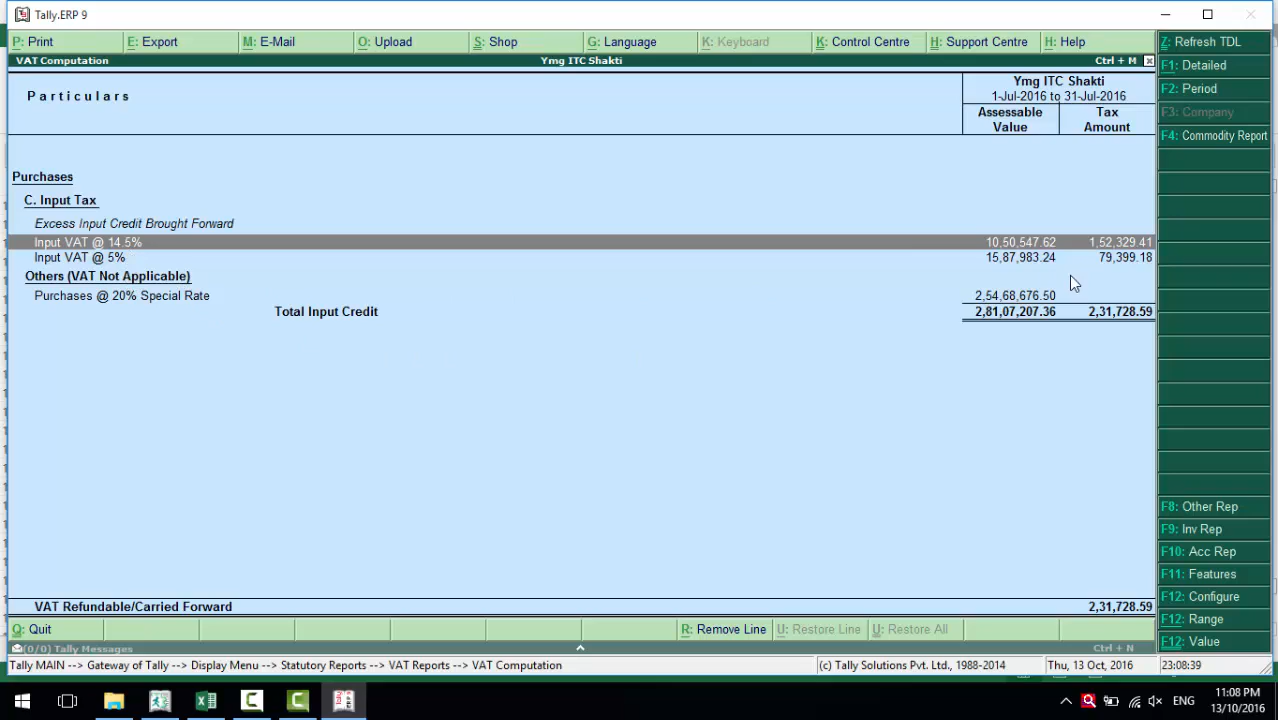 Tally.ERP 9
P: Print E: Export M: E-Mail O: Upload S: Shop G: Language K: Keyboard K: Control Centre H: Support Centre H: Help
VAT Computation Ymg ITC Shakti Ctrl + M
Particulars
Ymg ITC Shakti
1-Jul-2016 to 31-Jul-2016
Assessable Value Tax Amount
Purchases
C. Input Tax
Excess Input Credit Brought Forward
Input VAT @ 14.5% 10,50,547.62 1,52,329.41
Input VAT @ 5% 15,87,983.24 79,399.18
Others (VAT Not Applicable)
Purchases @ 20% Special Rate 2,54,68,676.50
Total Input Credit 2,81,07,207.36 2,31,728.59
VAT Refundable/Carried Forward 2,31,728.59
Z: Refresh TDL
F1: Detailed
F2: Period
F3: Company
F4: Commodity Report
F8: Other Rep
F9: Inv Rep
F10: Acc Rep
F11: Features
F12: Configure
F12: Range
F12: Value
Q: Quit R: Remove Line U: Restore Line U: Restore All
(0/0) Tally Messages Ctrl + N
Tally MAIN --> Gateway of Tally --> Display Menu --> Statutory Reports --> VAT Reports --> VAT Computation (c) Tally Solutions Pvt. Ltd., 1988-2014 Thu, 13 Oct, 2016 23:08:39
ENG 11:08 PM
13/10/2016